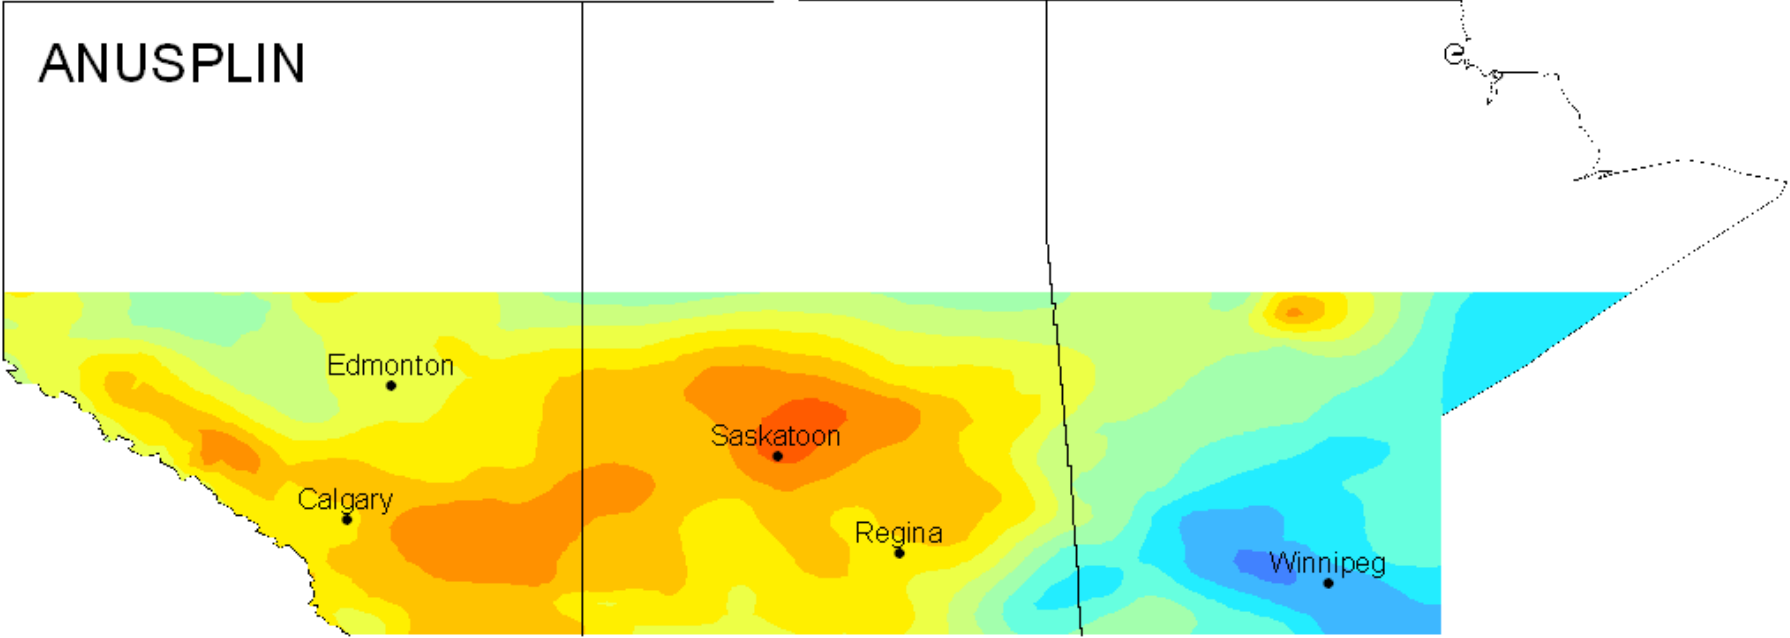 ANUSPLIN
Edmonton
Saskatoon
Calgary
Regina
Winnipeg